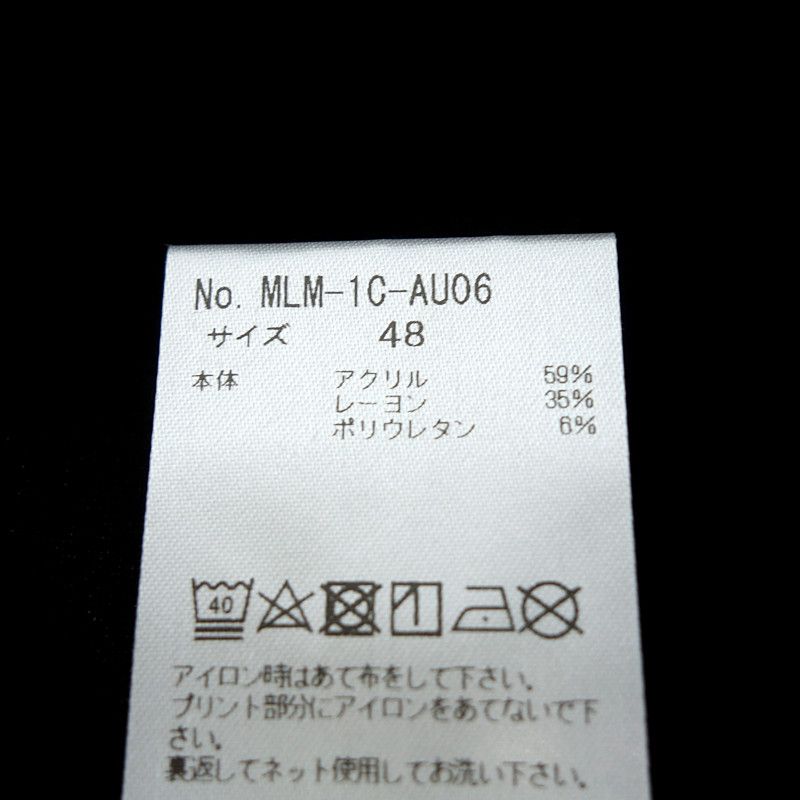 No. MLM-1C-AU06
サイズ 48
本体 アクリル 59%
レーヨン 35%
ポリウレタン 6%
40
アイロン時はあて布をして下さい.
プリント部分にアイロンをあてないで下
さい.
裏返してネット使用してお洗い下さい.